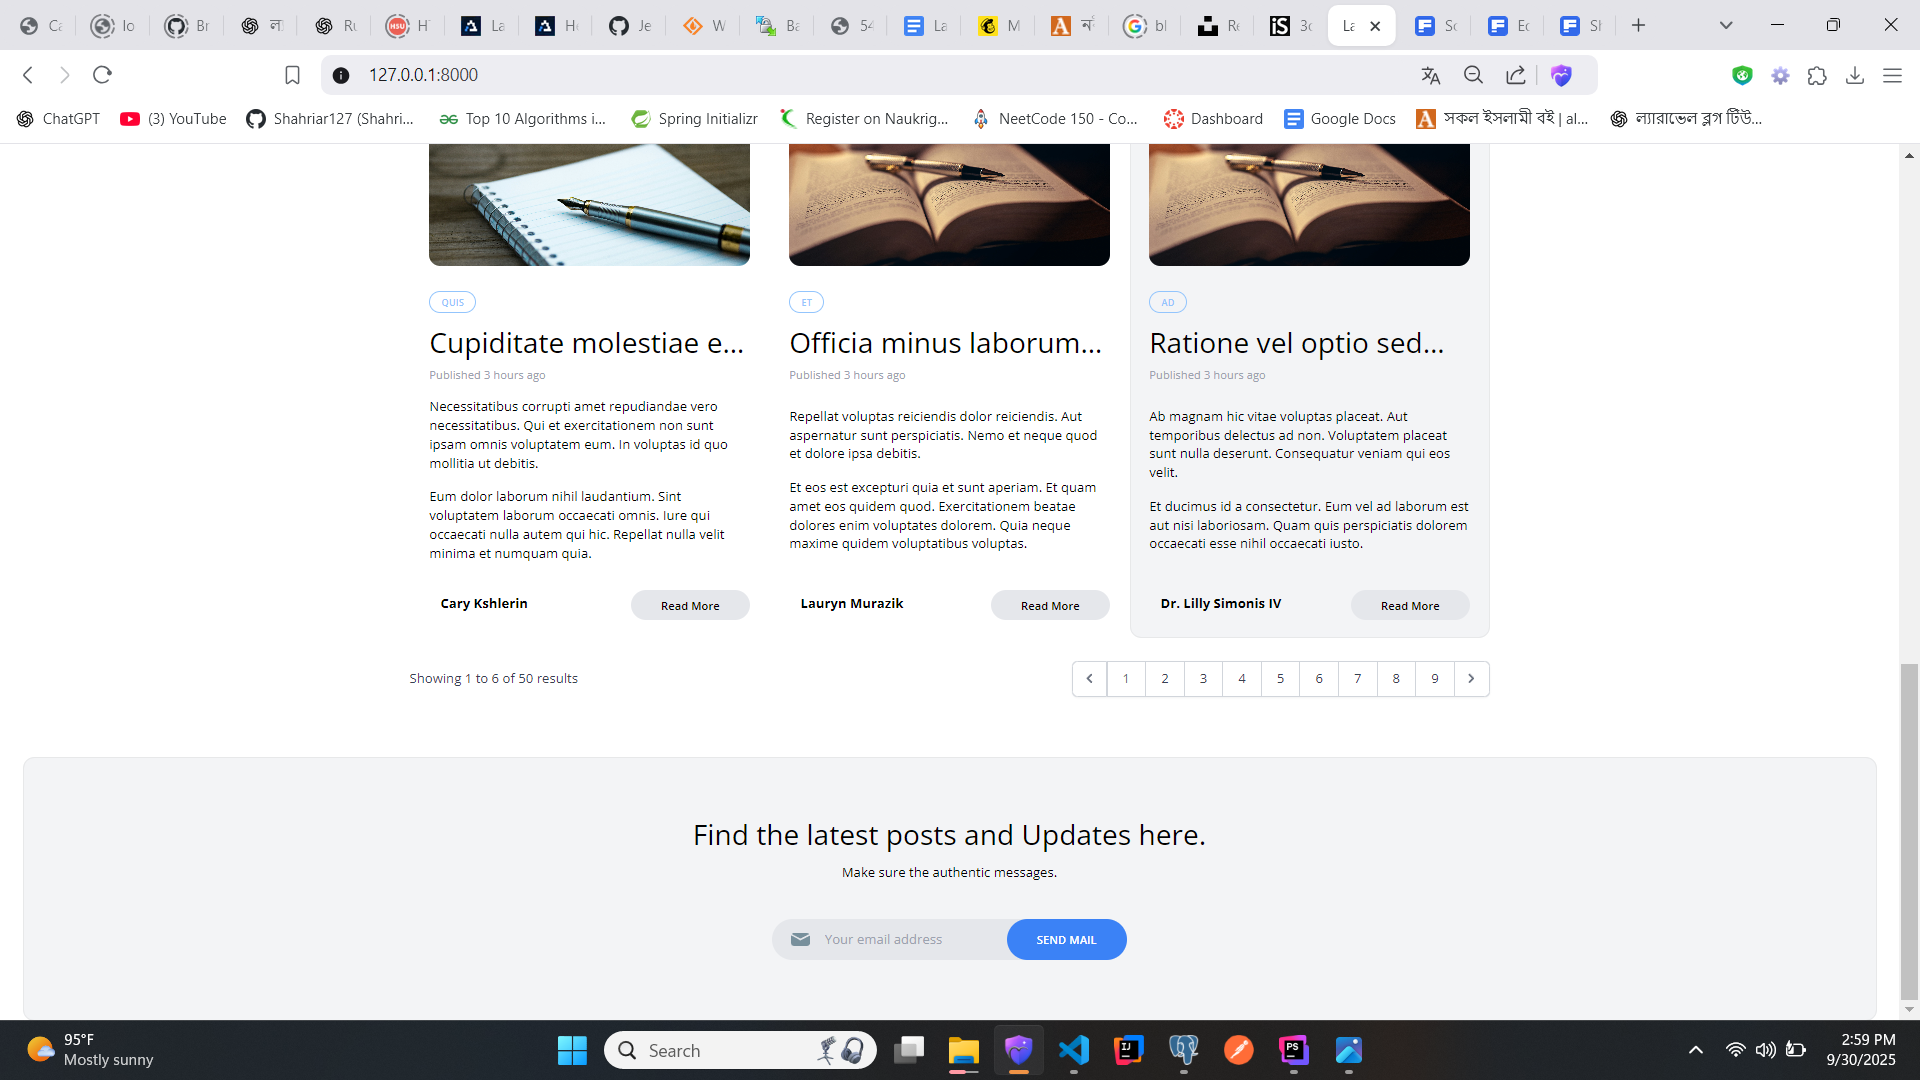 Ca
lo
Br
Ru
HSU
H
La
He
Je
W
Ba
54
La
M
bl
Re
iS
3c
La
Sc
Ec
Sh
127.0.0.1:8000
ChatGPT
(3) YouTube
Shahriar127 (Shahri...
Top 10 Algorithms i...
Spring Initializr
Register on Naukrig...
NeetCode 150 - Co...
Dashboard
Google Docs
সকল ইসলামী বই | al...
ল্যারাভেল ব্লগ টিউ...
QUIS
Cupiditate molestiae e...
Published 3 hours ago
Necessitatibus corrupti amet repudiandae vero
necessitatibus. Qui et exercitationem non sunt
ipsam omnis voluptatem eum. In voluptas id quo
mollitia ut debitis.
Eum dolor laborum nihil laudantium. Sint
voluptatem laborum occaecati omnis. Iure qui
occaecati nulla autem qui hic. Repellat nulla velit
minima et numquam quia.
Cary Kshlerin
Read More
ET
Officia minus laborum...
Published 3 hours ago
Repellat voluptas reiciendis dolor reiciendis. Aut
aspernatur sunt perspiciatis. Nemo et neque quod
et dolore ipsa debitis.
Et eos est excepturi quia et sunt aperiam. Et quam
amet eos quidem quod. Exercitationem beatae
dolores enim voluptates dolorem. Quia neque
maxime quidem voluptatibus voluptas.
Lauryn Murazik
Read More
AD
Ratione vel optio sed...
Published 3 hours ago
Ab magnam hic vitae voluptas placeat. Aut
temporibus delectus ad non. Voluptatem placeat
sunt nulla deserunt. Consequatur veniam qui eos
velit.
Et ducimus id a consectetur. Eum vel ad laborum est
aut nisi laboriosam. Quam quis perspiciatis dolorem
occaecati esse nihil occaecati iusto.
Dr. Lilly Simonis IV
Read More
Showing 1 to 6 of 50 results
1 2 3 4 5 6 7 8 9
Find the latest posts and Updates here.
Make sure the authentic messages.
Your email address
SEND MAIL
95°F
Mostly sunny
Search
IJ
PS
2:59 PM
9/30/2025